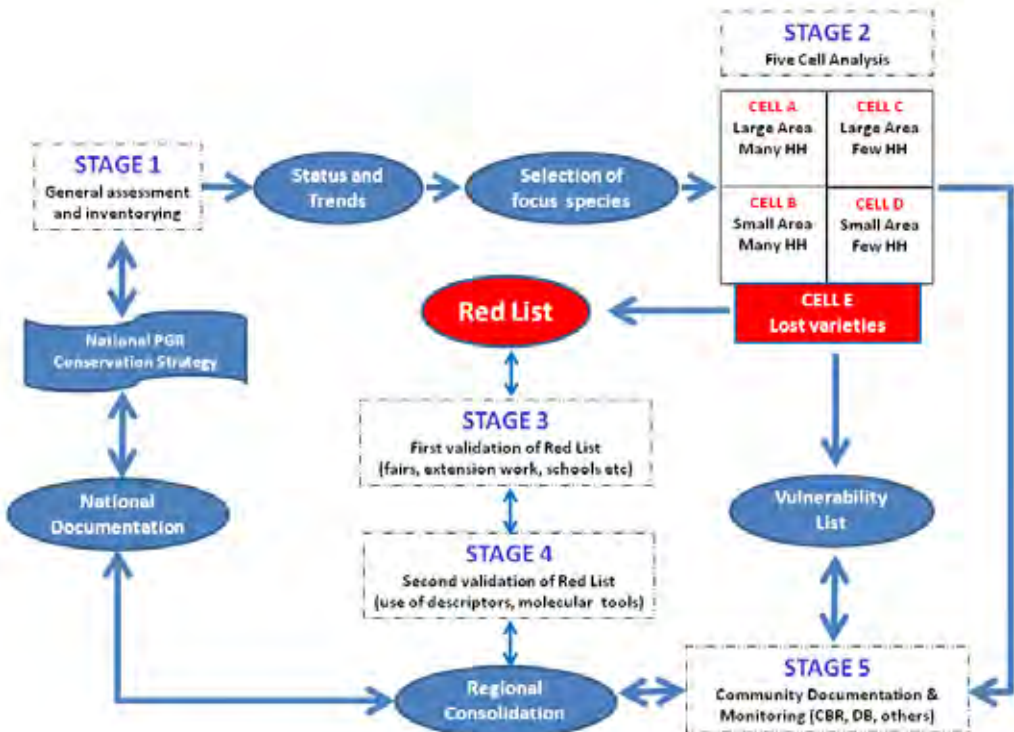 STAGE 1
General assessment
and inventorying
Status and
Trends
Selection of
focus species
STAGE 2
Five Cell Analysis
CELL A
Large Area
Many HH
CELL C
Large Area
Few HH
CELL B
Small Area
Many HH
CELL D
Small Area
Few HH
CELL E
Lost varieties
Red List
National PGR
Conservation Strategy
STAGE 3
First validation of Red List
(fairs, extension work, schools etc)
National
Documentation
Vulnerability
List
STAGE 4
Second validation of Red List
(use of descriptors, molecular tools)
Regional
Consolidation
STAGE 5
Community Documentation &
Monitoring (CBR, DB, others)